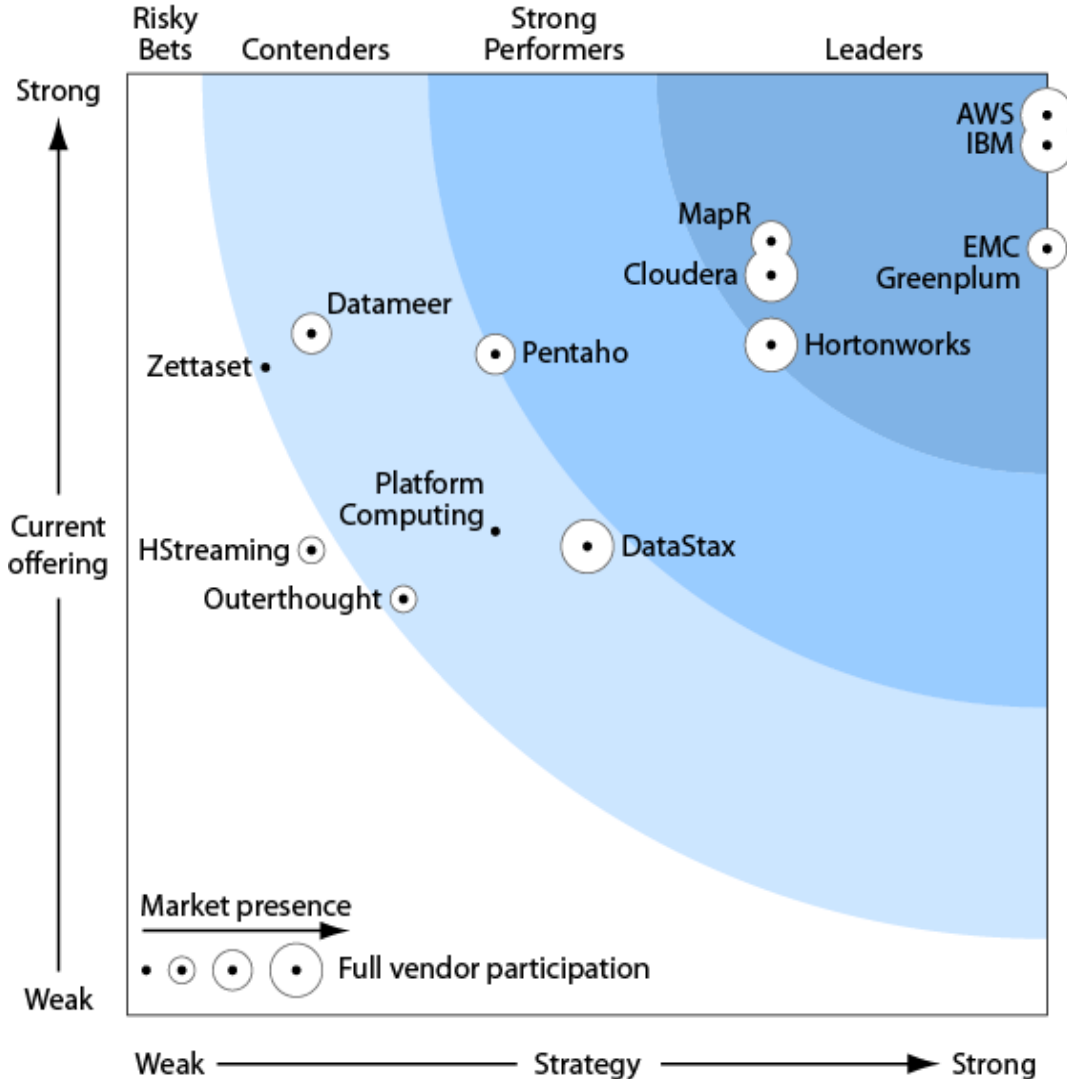 Risky
Bets
Contenders
Strong
Performers
Leaders
Strong
AWS
IBM
MapR
Cloudera
EMC
Greenplum
Datameer
Zettaset
Pentaho
Hortonworks
Platform
Computing
Current
offering
HStreaming
DataStax
Outerthought
Market presence
Full vendor participation
Weak
Weak
Strategy
Strong